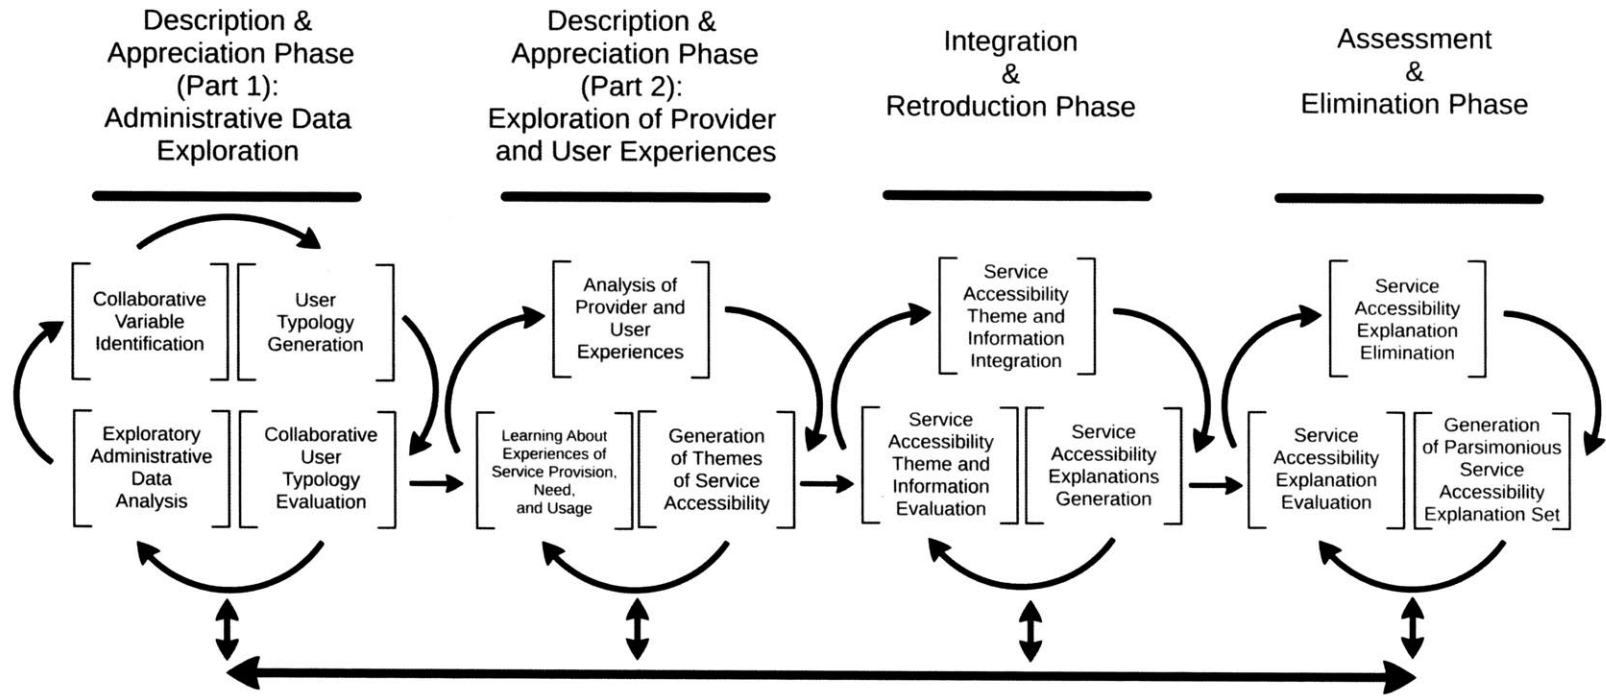 Description &
Appreciation Phase
(Part 1):
Administrative Data
Exploration
Description &
Appreciation Phase
(Part 2):
Exploration of Provider
and User Experiences
Integration
&
Retroduction Phase
Assessment
&
Elimination Phase
Collaborative
Variable
Identification
User
Typology
Generation
Exploratory
Administrative
Data
Analysis
Collaborative
User
Typology
Evaluation
Analysis of
Provider and
User
Experiences
Learning About
Experiences of
Service Provision,
Need,
and Usage
Generation
of Themes
of Service
Accessibility
Service
Accessibility
Theme and
Information
Integration
Service
Accessibility
Theme and
Information
Evaluation
Service
Accessibility
Explanations
Generation
Service
Accessibility
Explanation
Elimination
Service
Accessibility
Explanation
Evaluation
Generation
of Parsimonious
Service
Accessibility
Explanation Set